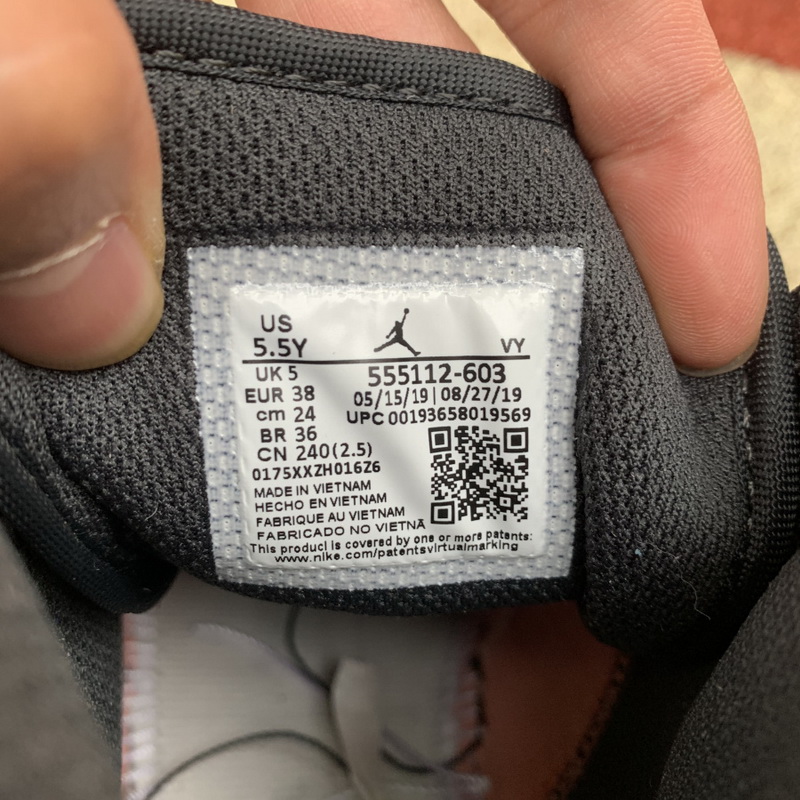 US
5.5Y
VY
UK 5
555112-603
EUR 38
05/15/19 | 08/27/19
cm 24
UPC 00193658019569
BR 36
CN 240(2.5)
0175XXZH016Z6
MADE IN VIETNAM
HECHO EN VIETNAM
FABRIQUE AU VIETNAM
FABRICADO NO VIETNÃ
This product is covered by one or more patents:
www.nike.com/patentsvirtualmarking